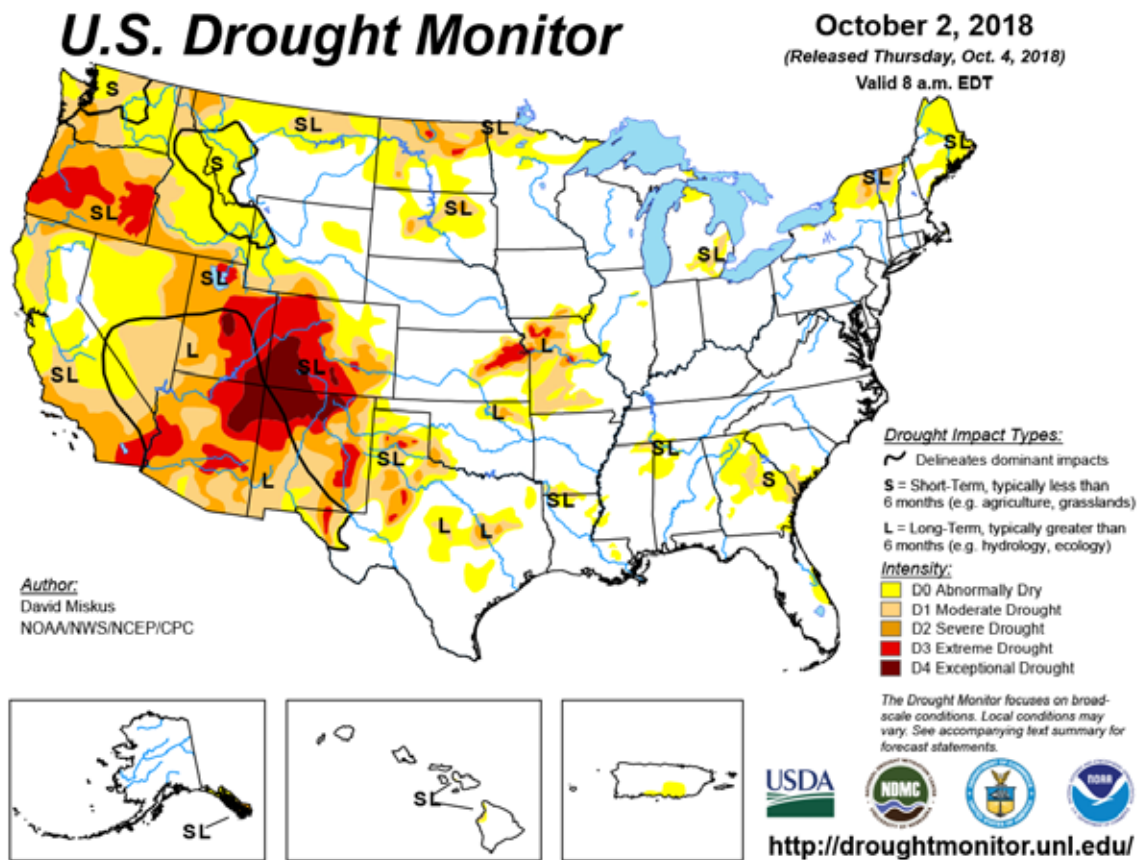 U.S. Drought Monitor
October 2, 2018
(Released Thursday, Oct. 4, 2018)
Valid 8 a.m. EDT
S
SL
SL
SL
S
SL
SL
SL
SL
SL
L
SL
L
SL
L
SL
L
SL
S
L
SL
L
L
Drought Impact Types:
Delineates dominant impacts
S = Short-Term, typically less than
6 months (e.g. agriculture, grasslands)
L = Long-Term, typically greater than
6 months (e.g. hydrology, ecology)
Intensity:
D0 Abnormally Dry
D1 Moderate Drought
D2 Severe Drought
D3 Extreme Drought
D4 Exceptional Drought
Author:
David Miskus
NOAA/NWS/NCEP/CPC
The Drought Monitor focuses on broad-
scale conditions. Local conditions may
vary. See accompanying text summary for
forecast statements.
SL
SL
USDA
NDMC
NOAA
http://droughtmonitor.unl.edu/